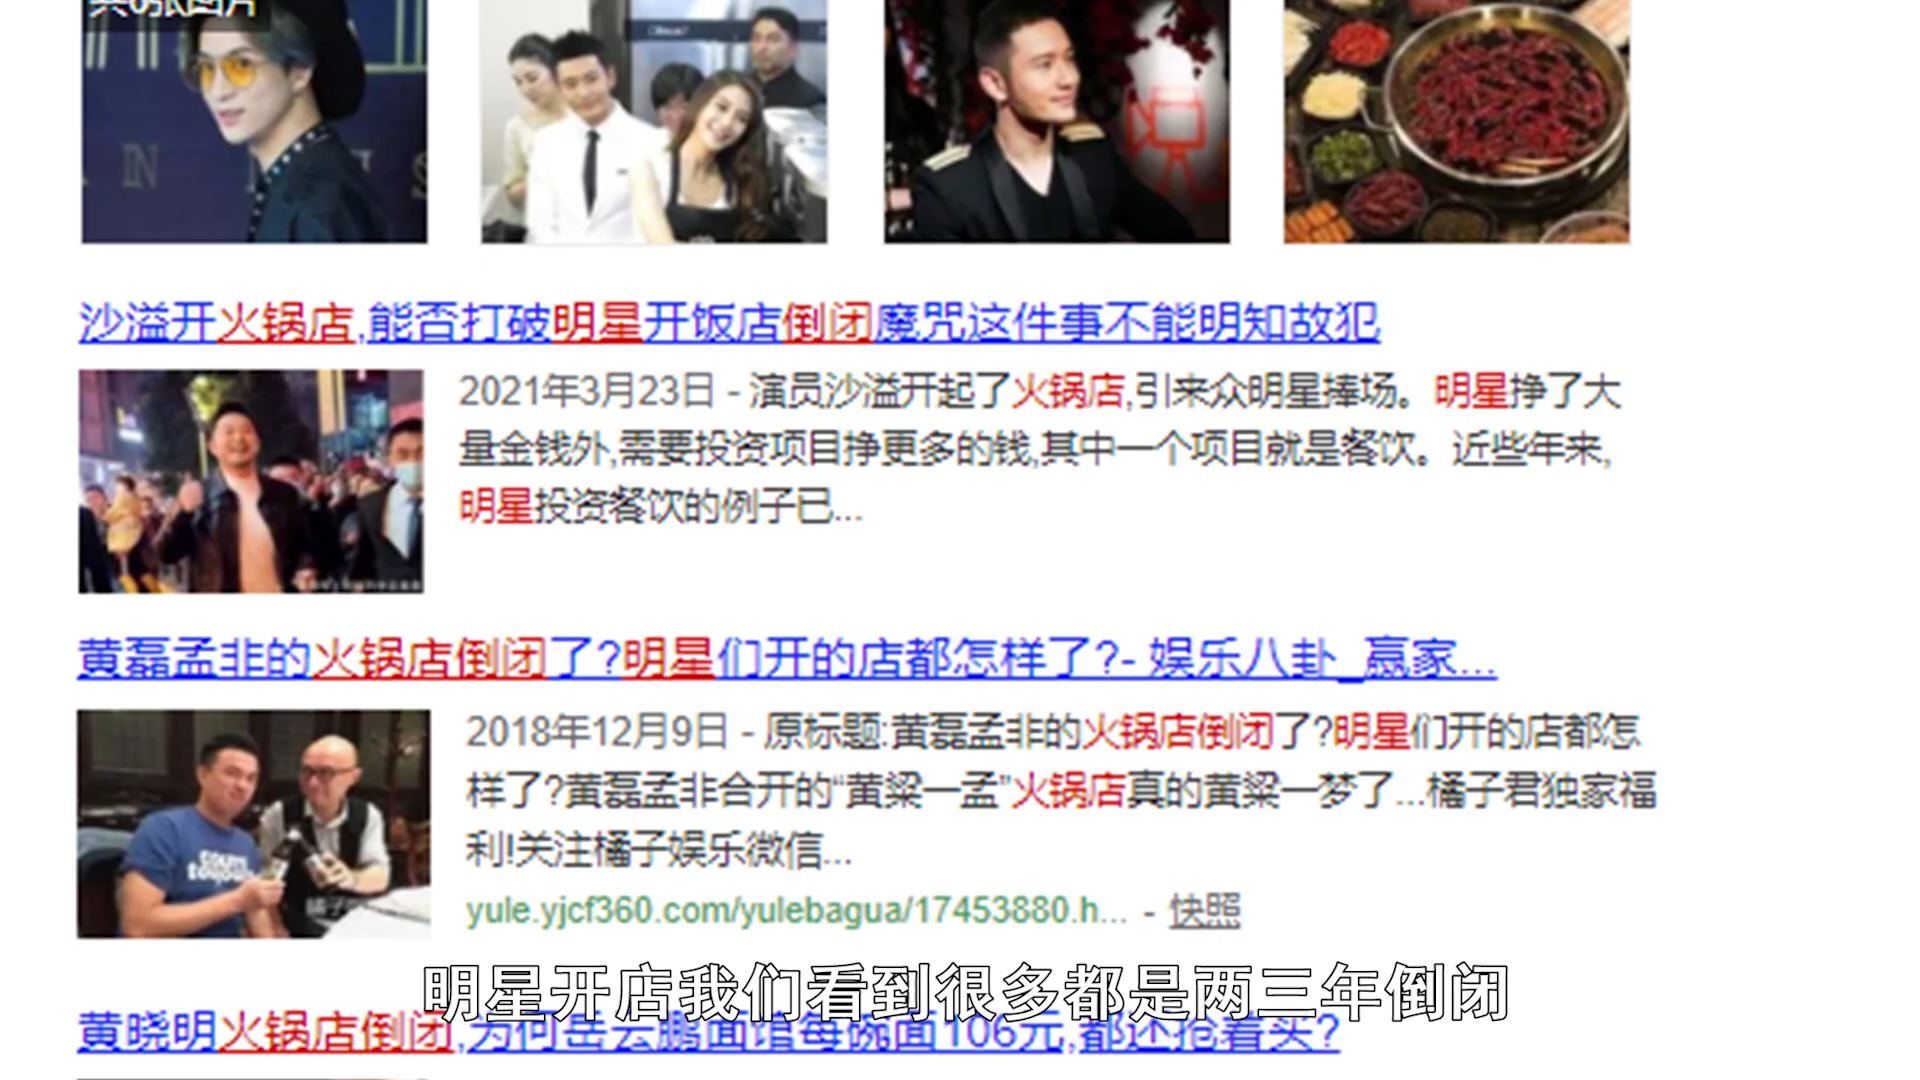 共6张图片
沙溢开火锅店,能否打破明星开饭店倒闭魔咒这件事不能明知故犯
2021年3月23日 - 演员沙溢开起了火锅店,引来众明星捧场。明星挣了大
量金钱外,需要投资项目挣更多的钱,其中一个项目就是餐饮。近些年来,
明星投资餐饮的例子已...
黄磊孟非的火锅店倒闭了?明星们开的店都怎样了?- 娱乐八卦_赢家...
2018年12月9日 - 原标题:黄磊孟非的火锅店倒闭了?明星们开的店都怎
样了?黄磊孟非合开的“黄粱一孟”火锅店真的黄粱一梦了...橘子君独家福
利!关注橘子娱乐微信...
yule.yjcf360.com/yulebagua/17453880.h... - 快照
明星开店我们看到很多都是两三年倒闭
黄晓明火锅店倒闭,为何岳云鹏面馆每碗面106元,都还抢着买?